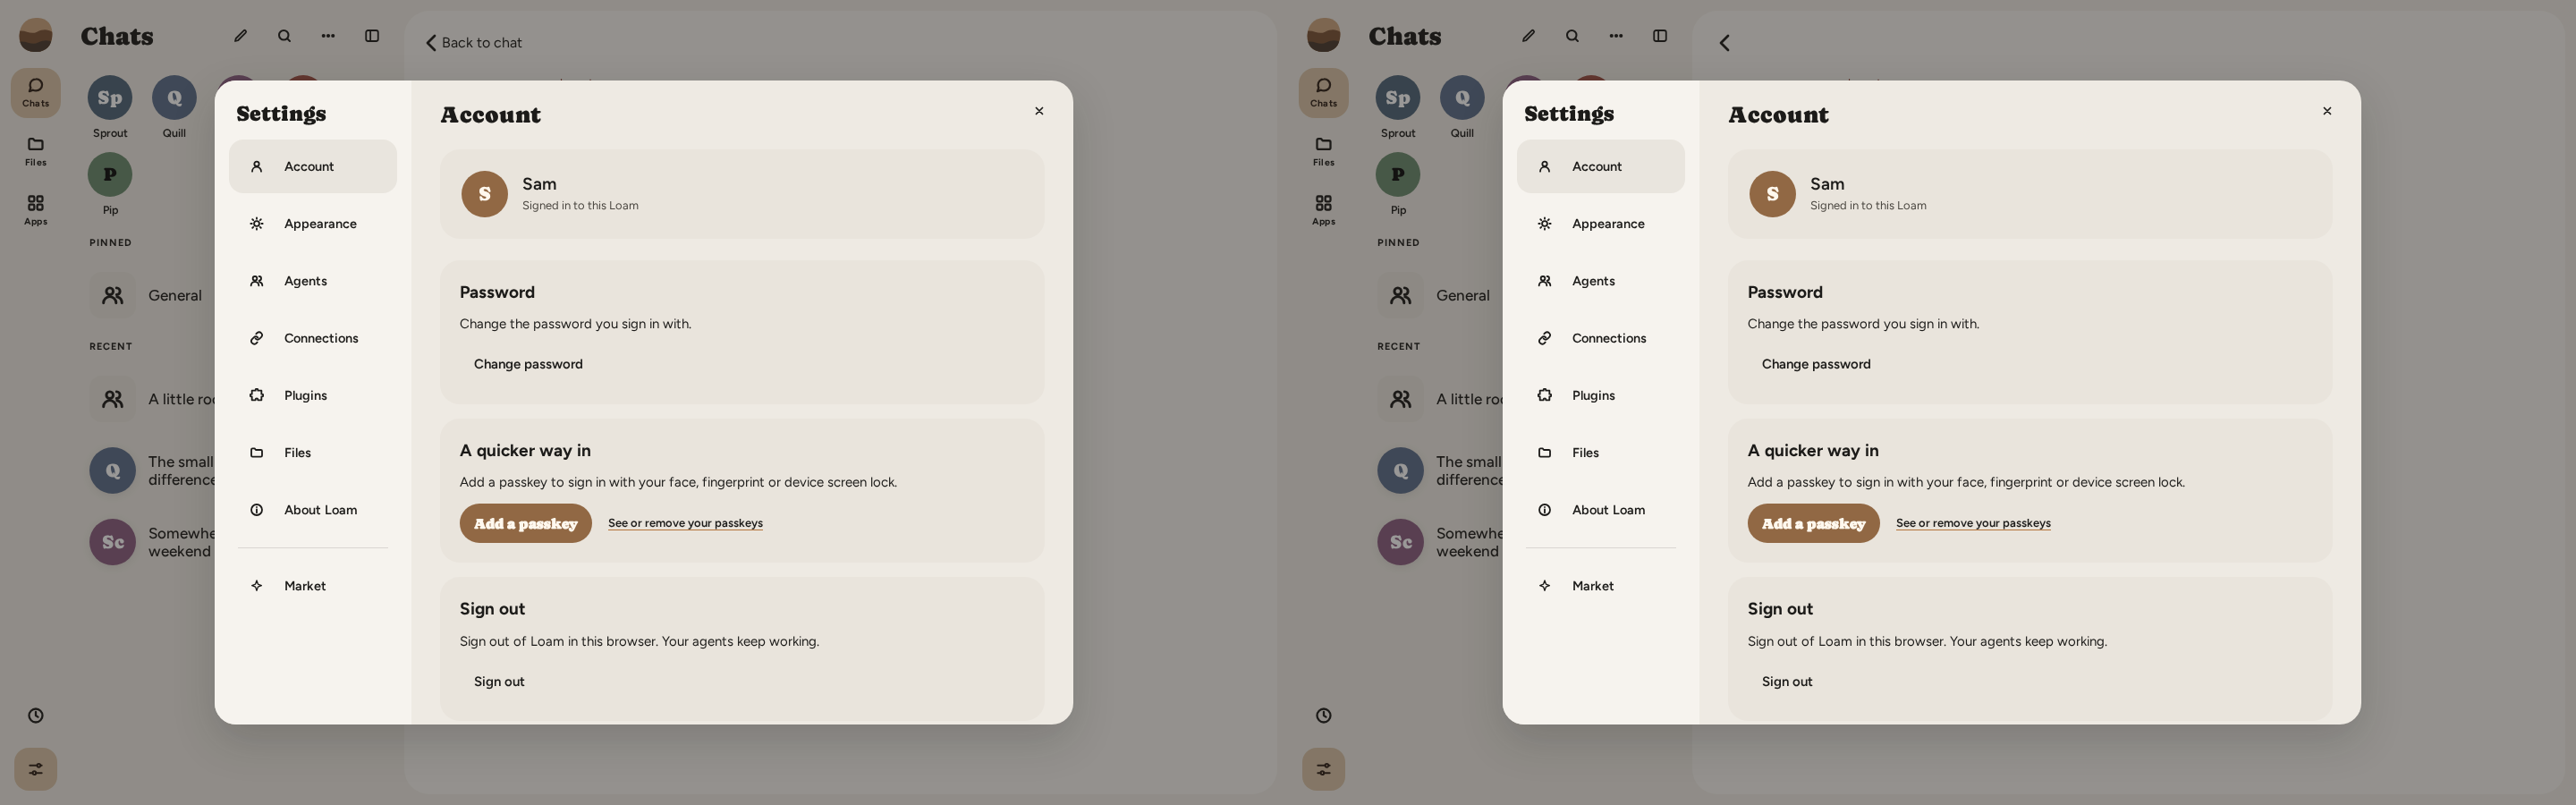 Chats
Back to chat
Chats
Files
Apps
Sp
Q
Sprout
Quill
P
Pip
PINNED
General
RECENT
A little roo
Q
The small
difference
Sc
Somewhe
weekend
Settings
Account
Appearance
Agents
Connections
Plugins
Files
About Loam
Market
Account
S
Sam
Signed in to this Loam
Password
Change the password you sign in with.
Change password
A quicker way in
Add a passkey to sign in with your face, fingerprint or device screen lock.
Add a passkey
See or remove your passkeys
Sign out
Sign out of Loam in this browser. Your agents keep working.
Sign out
Chats
Chats
Files
Apps
Sp
Q
Sprout
Quill
P
Pip
PINNED
General
RECENT
A little roo
Q
The small
difference
Sc
Somewhe
weekend
Settings
Account
Appearance
Agents
Connections
Plugins
Files
About Loam
Market
Account
S
Sam
Signed in to this Loam
Password
Change the password you sign in with.
Change password
A quicker way in
Add a passkey to sign in with your face, fingerprint or device screen lock.
Add a passkey
See or remove your passkeys
Sign out
Sign out of Loam in this browser. Your agents keep working.
Sign out